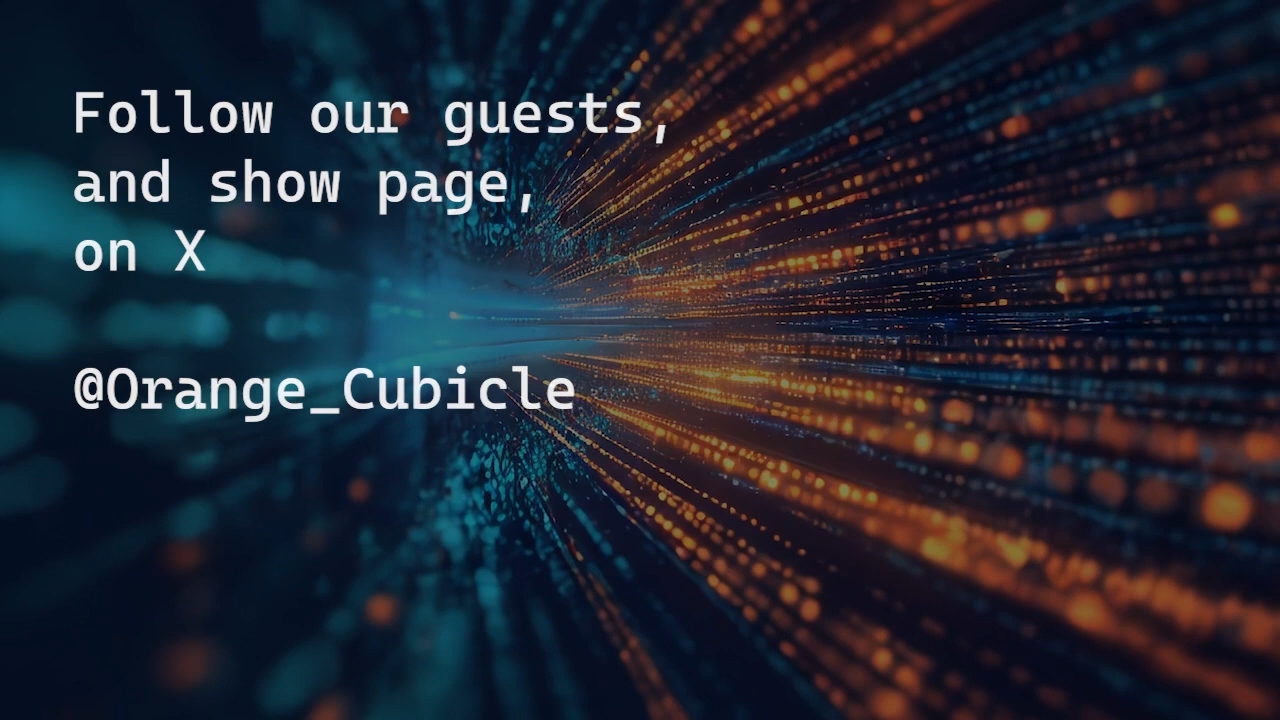 Follow our guests,
and show page,
on X
@Orange_Cubicle